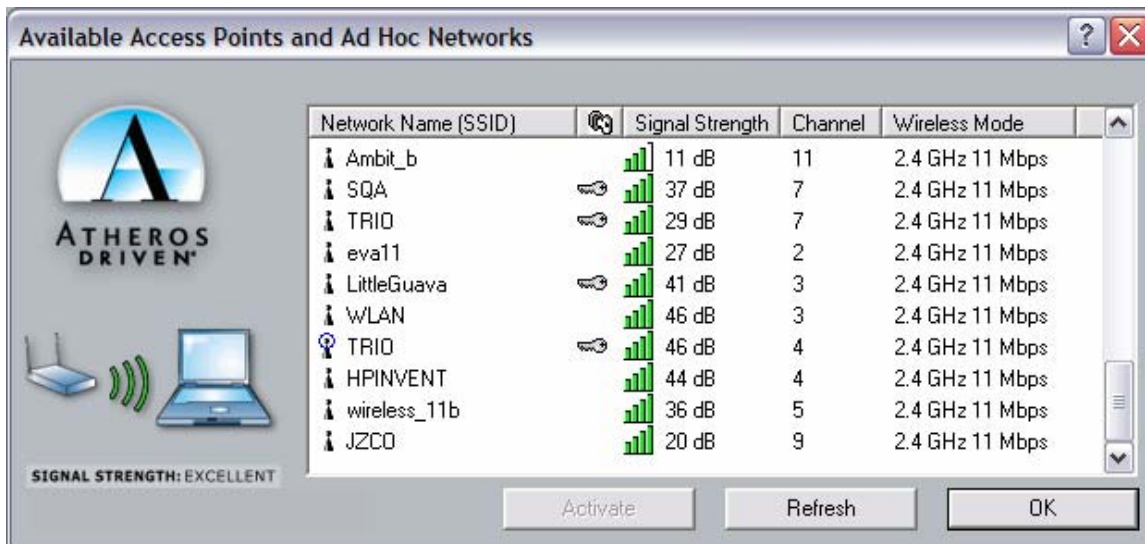 Available Access Points and Ad Hoc Networks
?
ATHEROS
DRIVEN
SIGNAL STRENGTH: EXCELLENT
Network Name (SSID) Signal Strength Channel Wireless Mode
Ambit_b 11 dB 11 2.4 GHz 11 Mbps
SQA 37 dB 7 2.4 GHz 11 Mbps
TRIO 29 dB 7 2.4 GHz 11 Mbps
eva11 27 dB 2 2.4 GHz 11 Mbps
LittleGuava 41 dB 3 2.4 GHz 11 Mbps
WLAN 46 dB 3 2.4 GHz 11 Mbps
TRIO 46 dB 4 2.4 GHz 11 Mbps
HPINVENT 44 dB 4 2.4 GHz 11 Mbps
wireless_11b 36 dB 5 2.4 GHz 11 Mbps
JZCO 20 dB 9 2.4 GHz 11 Mbps
Activate Refresh OK